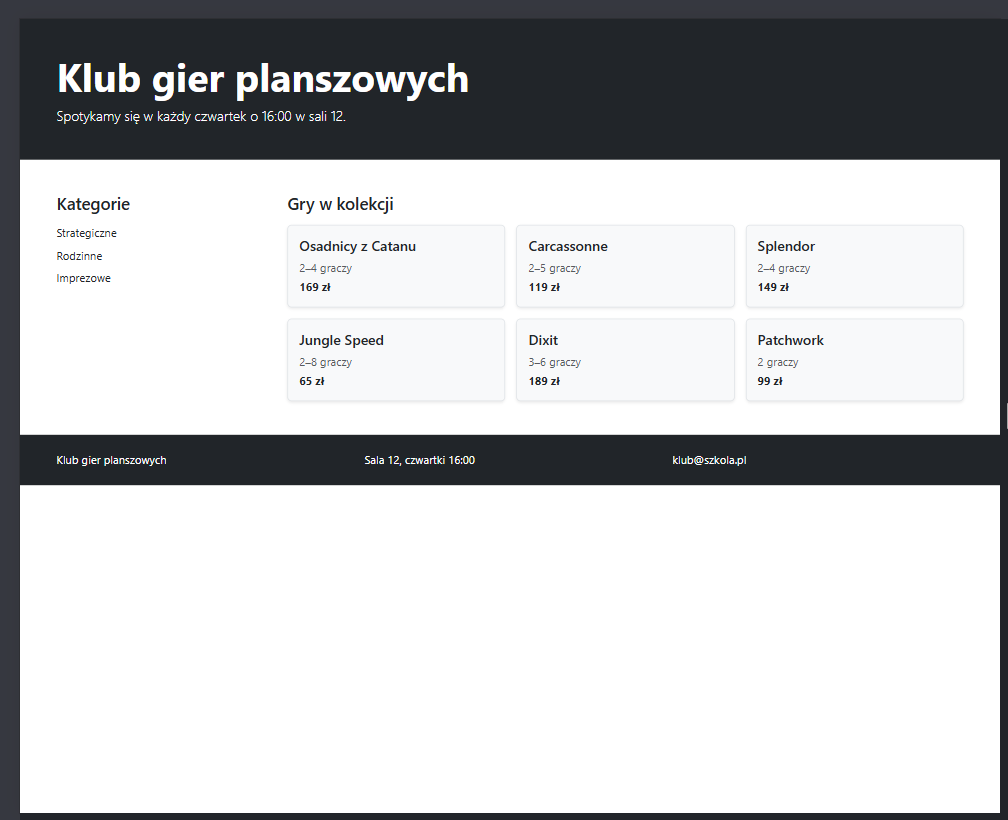 Klub gier planszowych
Spotykamy się w każdy czwartek o 16:00 w sali 12.
Kategorie
Strategiczne
Rodzinne
Imprezowe
Gry w kolekcji
Osadnicy z Catanu
2–4 graczy
169 zł
Carcassonne
2–5 graczy
119 zł
Splendor
2–4 graczy
149 zł
Jungle Speed
2–8 graczy
65 zł
Dixit
3–6 graczy
189 zł
Patchwork
2 graczy
99 zł
Klub gier planszowych
Sala 12, czwartki 16:00
klub@szkola.pl